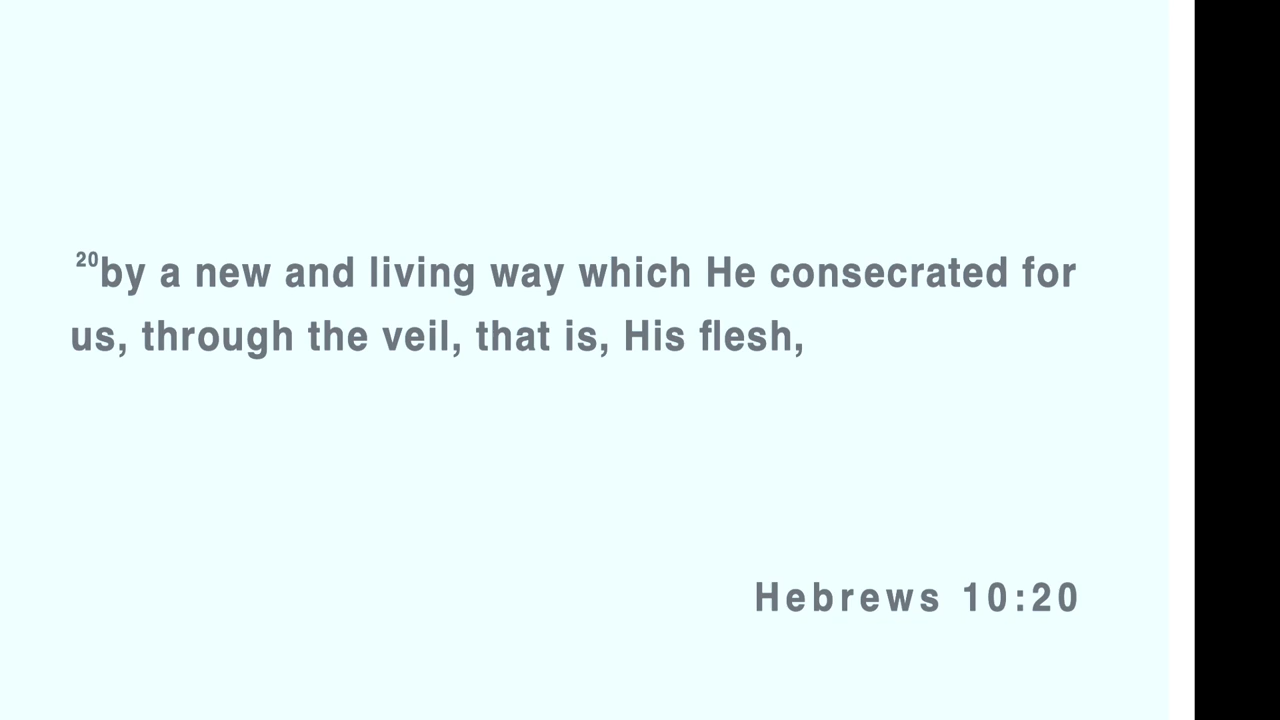 20by a new and living way which He consecrated for
us, through the veil, that is, His flesh,
Hebrews 10:20